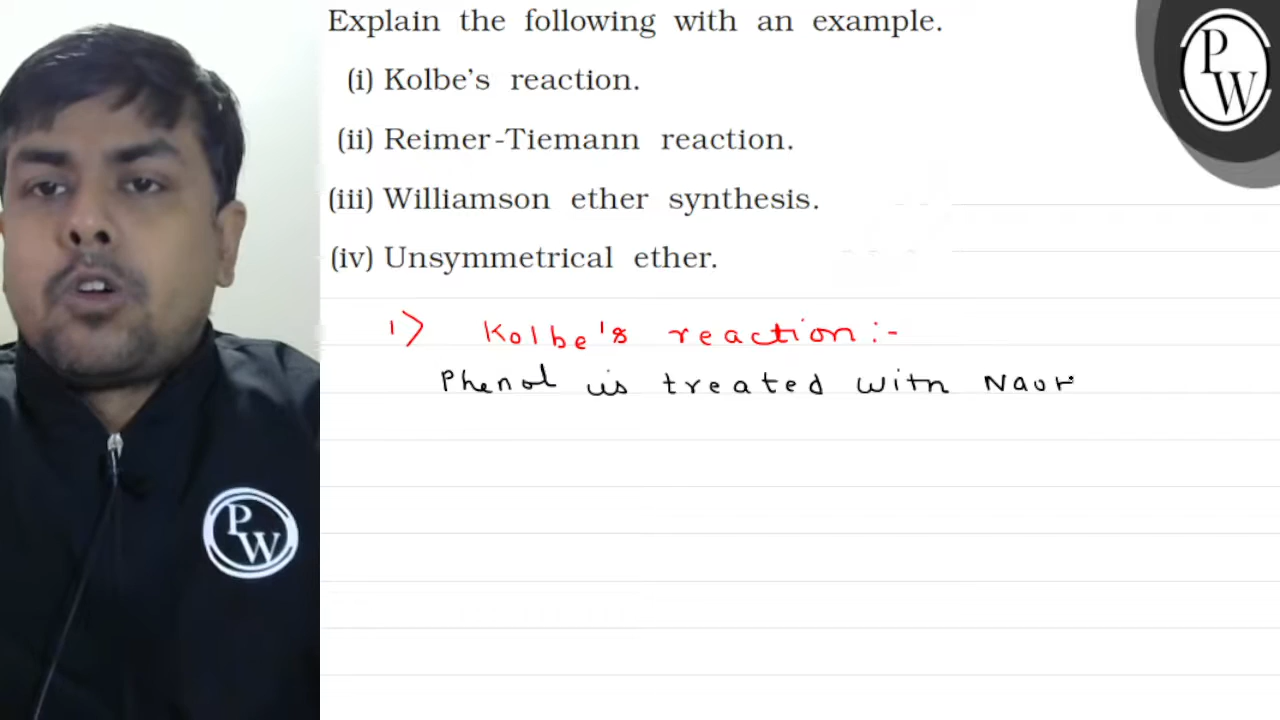 Explain the following with an example.
(i) Kolbe's reaction.
(ii) Reimer-Tiemann reaction.
(iii) Williamson ether synthesis.
(iv) Unsymmetrical ether.
1) Kolbe's reaction :-
Phenol is treated with
PW
PW